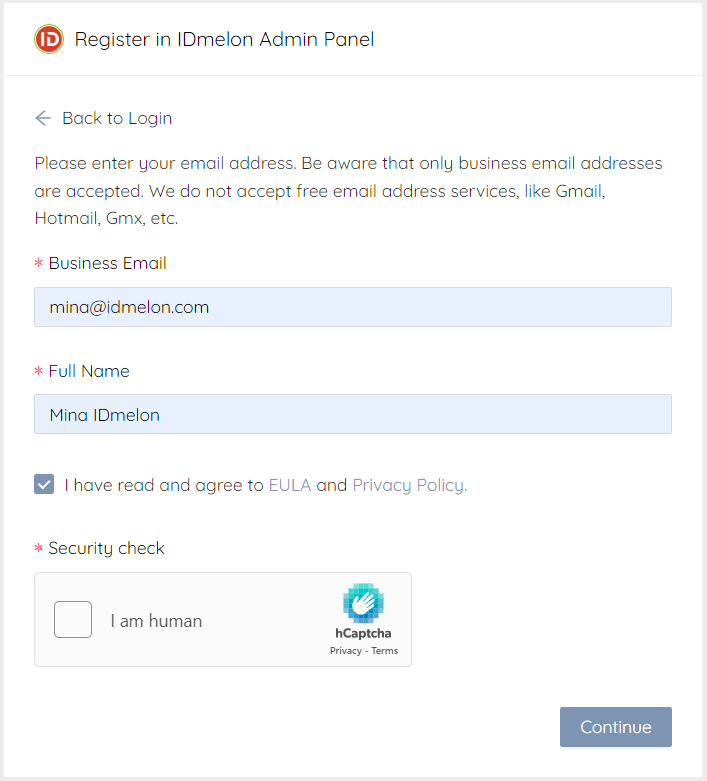 ID Register in IDmelon Admin Panel
Back to Login
Please enter your email address. Be aware that only business email addresses
are accepted. We do not accept free email address services, like Gmail,
Hotmail, Gmx, etc.
* Business Email
mina@idmelon.com
* Full Name
Mina IDmelon
I have read and agree to EULA and Privacy Policy.
* Security check
I am human
hCaptcha
Privacy - Terms
Continue